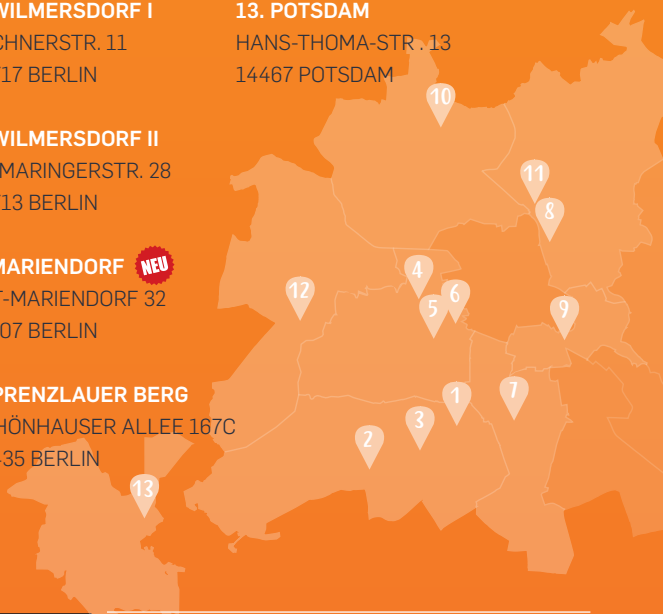 WILMERSDORF I
CHNERSTR. 11
717 BERLIN
WILMERSDORF II
MARINGERSTR. 28
713 BERLIN
MARIENDORF NEU
T-MARIENDORF 32
107 BERLIN
PRENZLAUER BERG
HÖNHAUSER ALLEE 167C
435 BERLIN
13. POTSDAM
HANS-THOMA-STR . 13
14467 POTSDAM
10
11
8
4
12
6
5
9
7
1
3
2
13